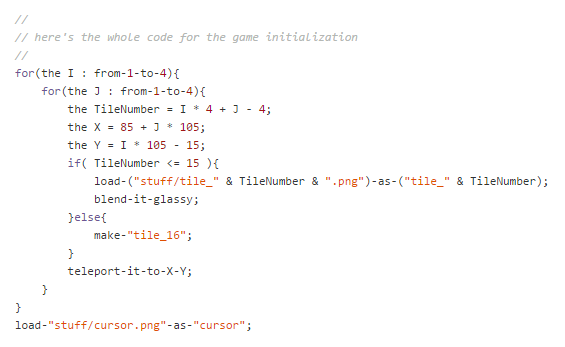 //
// here's the whole code for the game initialization
//
for(the I : from-1-to-4){
    for(the J : from-1-to-4){
        the TileNumber = I * 4 + J - 4;
        the X = 85 + J * 105;
        the Y = I * 105 - 15;
        if( TileNumber <= 15 ){
            load-("stuff/tile_" & TileNumber & ".png")-as-("tile_" & TileNumber);
            blend-it-glassy;
        }else{
            make-"tile_16";
        }
        teleport-it-to-X-Y;
    }
}
load-"stuff/cursor.png"-as-"cursor";